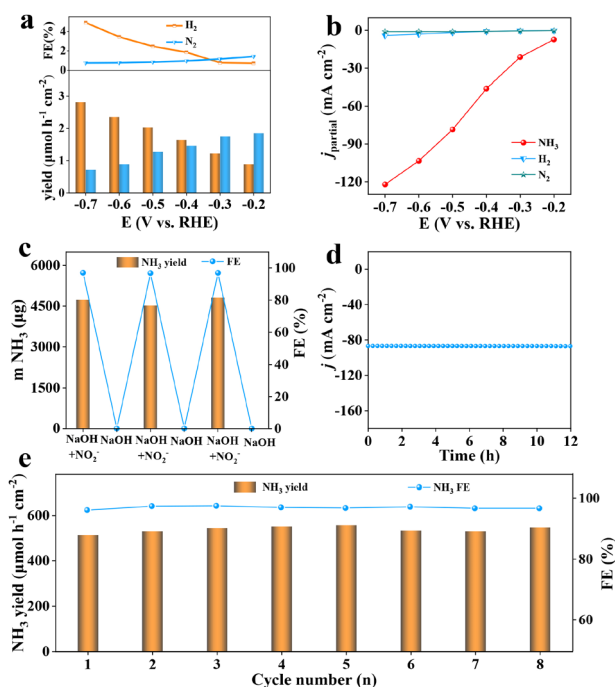 a
FE(%)
4
2
0
H₂
N₂
yield (μmol h⁻¹ cm⁻²)
3
2
1
0
-0.7 -0.6 -0.5 -0.4 -0.3 -0.2
E (V vs. RHE)
b
j partial (mA cm⁻²)
0
-30
-60
-90
-120
NH₃
H₂
N₂
-0.7 -0.6 -0.5 -0.4 -0.3 -0.2
E (V vs. RHE)
c
NH₃ yield FE
m NH₃ (μg)
6000
4500
3000
1500
0
100
80
60
40
20
0
FE (%)
NaOH NaOH NaOH NaOH NaOH NaOH
+NO₂⁻ +NO₂⁻ +NO₂⁻
d
j (mA cm⁻²)
0
-40
-80
-120
-160
0 2 4 6 8 10 12
Time (h)
e
NH₃ yield NH₃ FE
NH₃ yield (μmol h⁻¹ cm⁻²)
600
400
200
0
100
80
60
FE (%)
1 2 3 4 5 6 7 8
Cycle number (n)